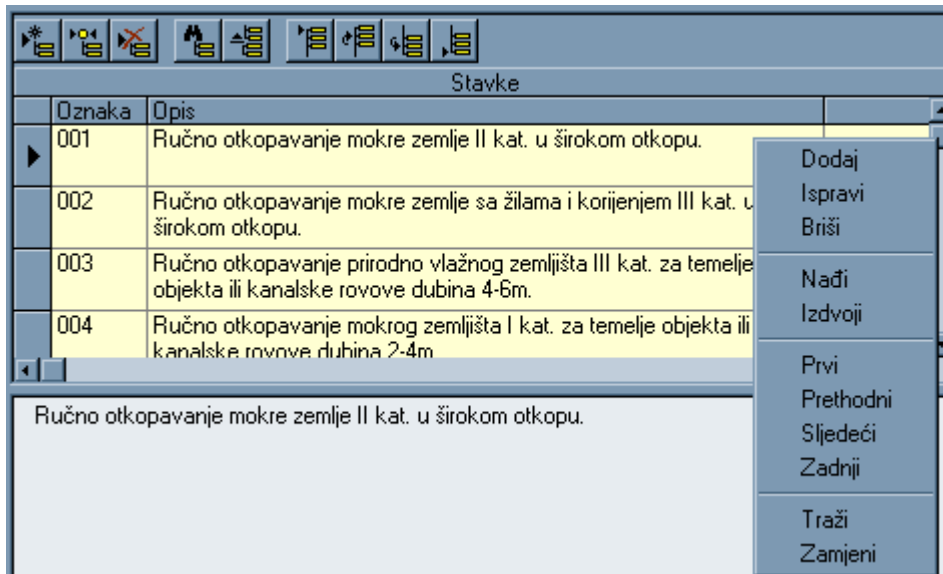 Stavke
Oznaka Opis
001 Ručno otkopavanje mokre zemlje II kat. u širokom otkopu.
002 Ručno otkopavanje mokre zemlje sa žilama i korijenjem III kat. u
širokom otkopu.
003 Ručno otkopavanje prirodno vlažnog zemljišta III kat. za temelje
objekta ili kanalske rovove dubina 4-6m.
004 Ručno otkopavanje mokrog zemljišta I kat. za temelje objekta ili
kanalske rovove dubina 2-4m
Ručno otkopavanje mokre zemlje II kat. u širokom otkopu.
Dodaj
Ispravi
Briši
Nađi
Izdvoji
Prvi
Prethodni
Sljedeći
Zadnji
Traži
Zamjeni